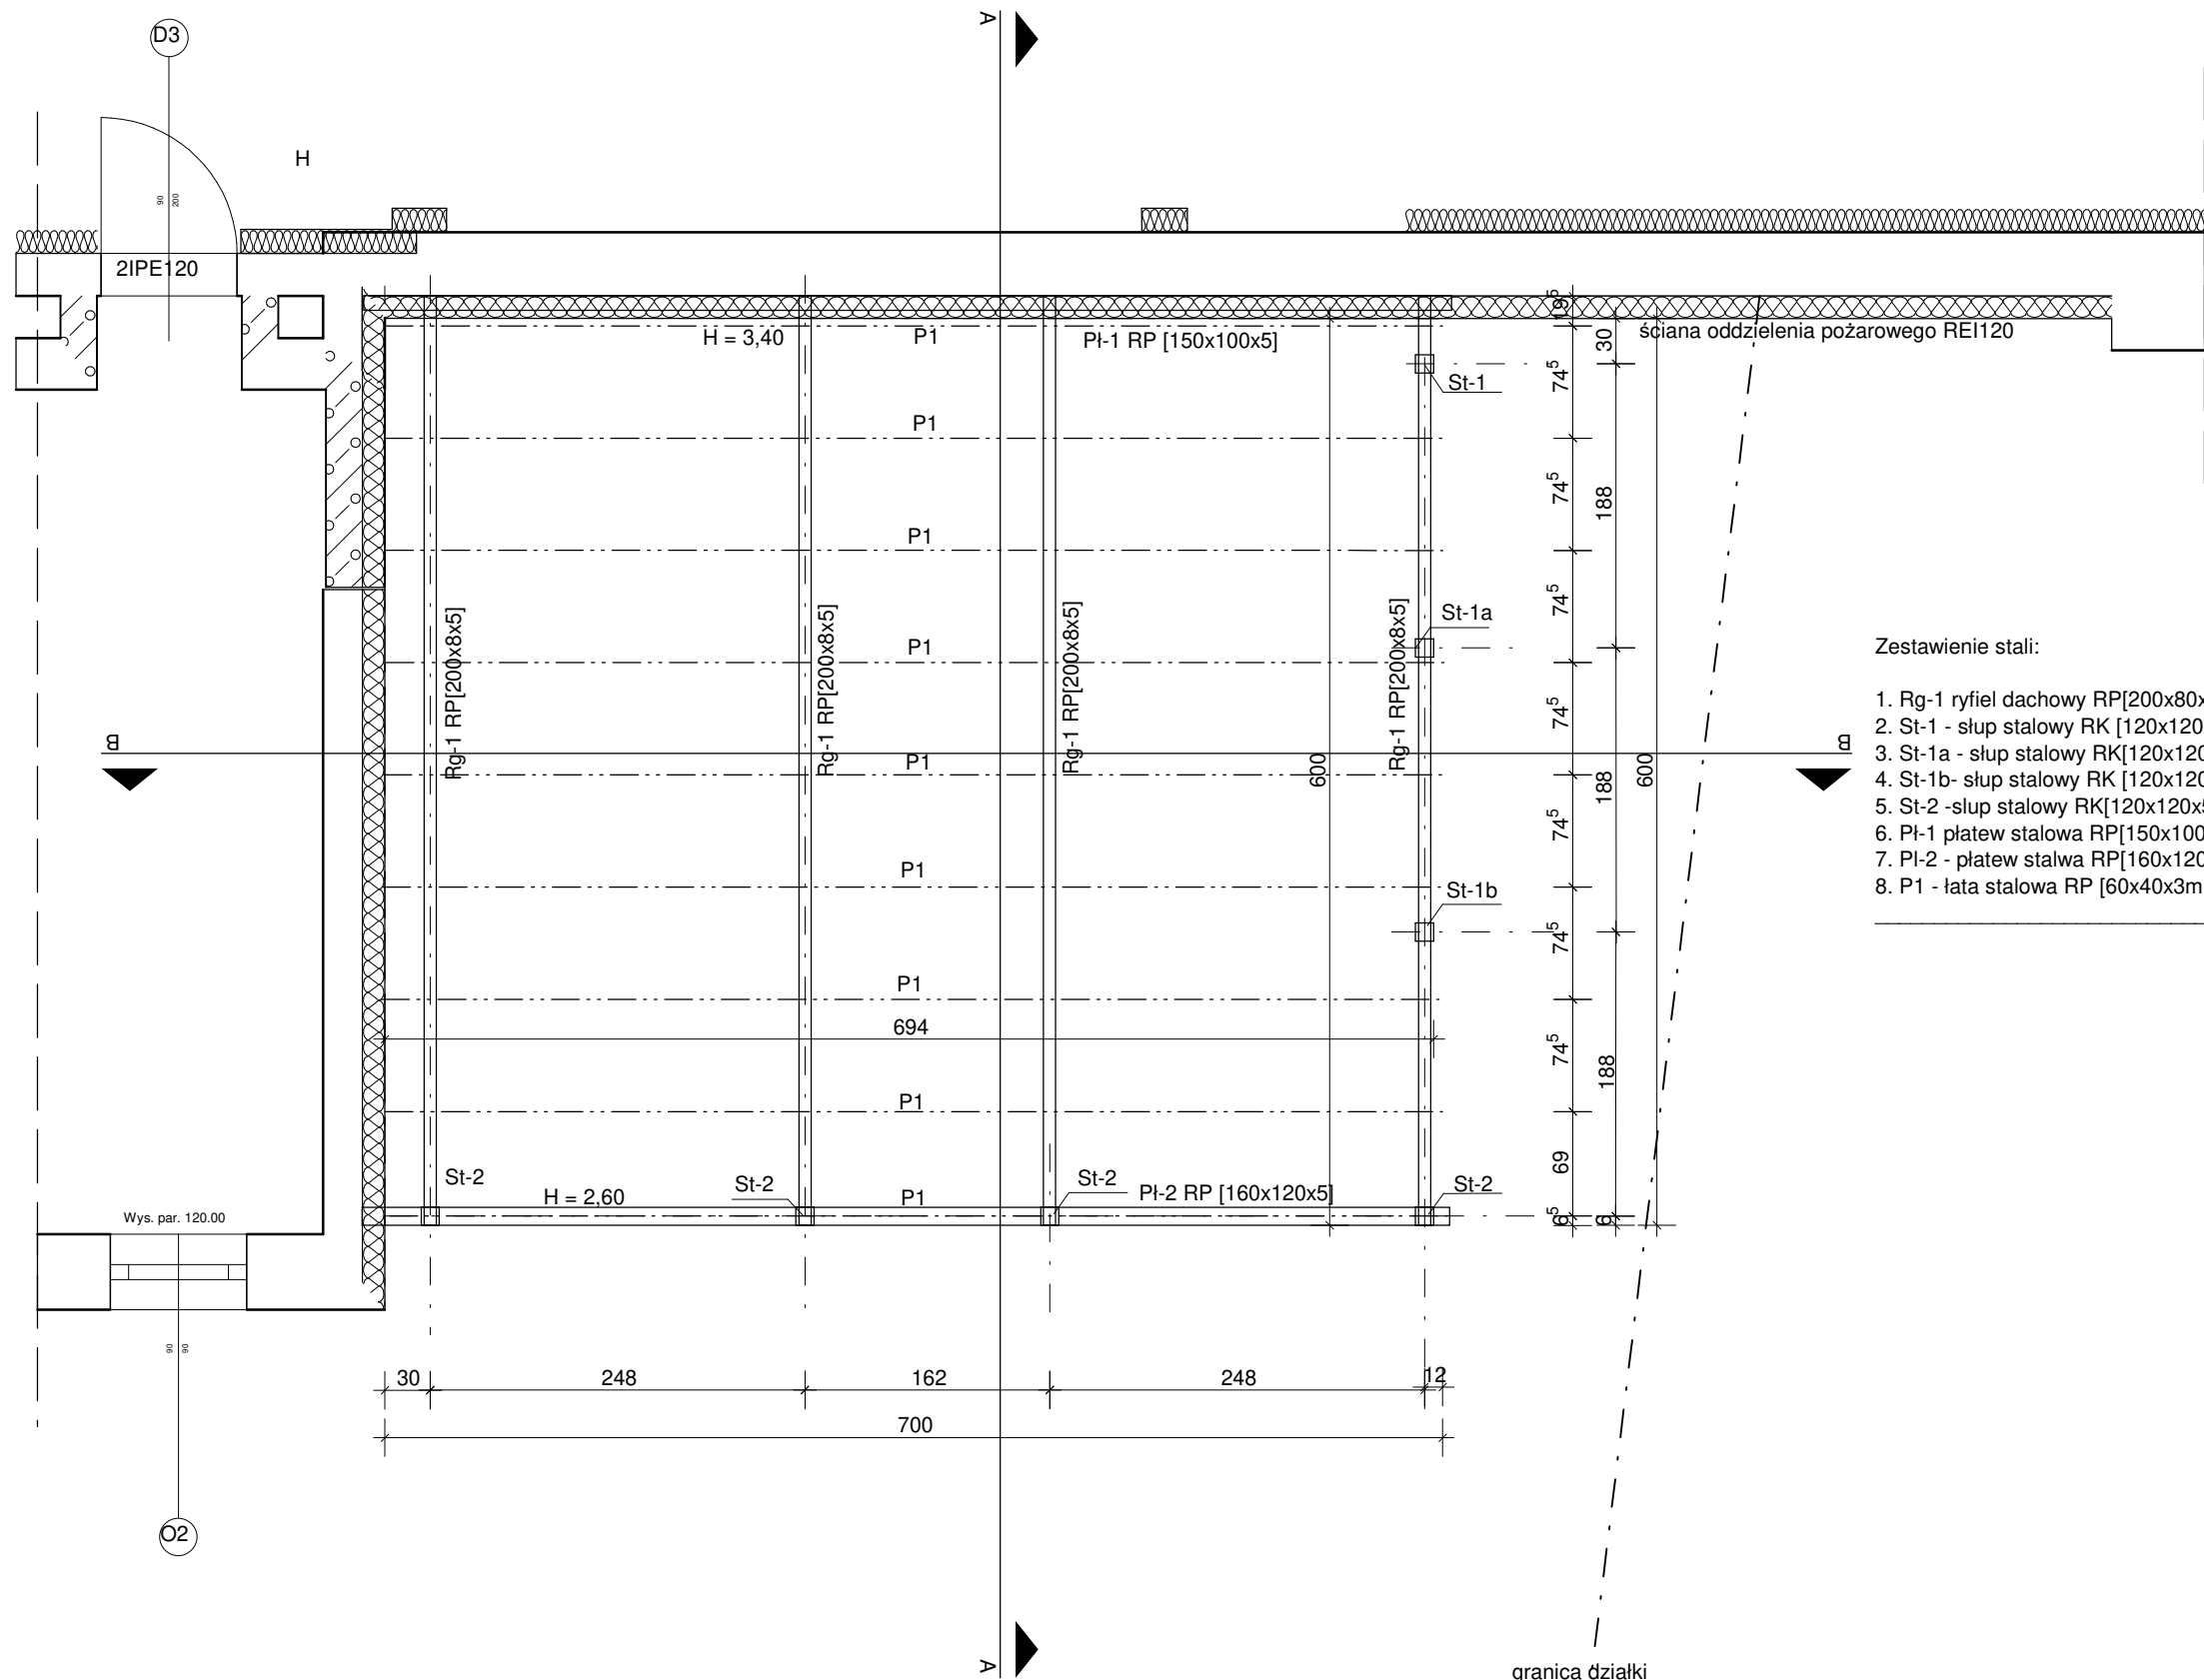 A
D3
H
90
200
2IPE120
19⁵
H = 3,40
P1
Pł-1 RP [150x100x5]
30
ściana oddzielenia pożarowego REI120
74⁵
St-1
P1
74⁵
188
P1
74⁵
Rg-1 RP[200x8x5]
Rg-1 RP[200x8x5]
Rg-1 RP[200x8x5]
Rg-1 RP[200x8x5]
St-1a
P1
74⁵
Zestawienie stali:
1. Rg-1 ryfiel dachowy RP[200x80x
2. St-1 - słup stalowy RK [120x120
3. St-1a - słup stalowy RK[120x120
4. St-1b- słup stalowy RK [120x120
5. St-2 -slup stalowy RK[120x120x5
6. Pł-1 płatew stalowa RP[150x100
7. Pl-2 - płatew stalwa RP[160x120
8. P1 - łata stalowa RP [60x40x3m
B
B
P1
600
188
600
74⁵
P1
St-1b
74⁵
P1
694
74⁵
188
P1
69
St-2
H = 2,60
St-2
P1
St-2
Pł-2 RP [160x120x5]
St-2
6⁵
6
Wys. par. 120.00
90
90
30
248
162
248
12
700
O2
A
granica działki